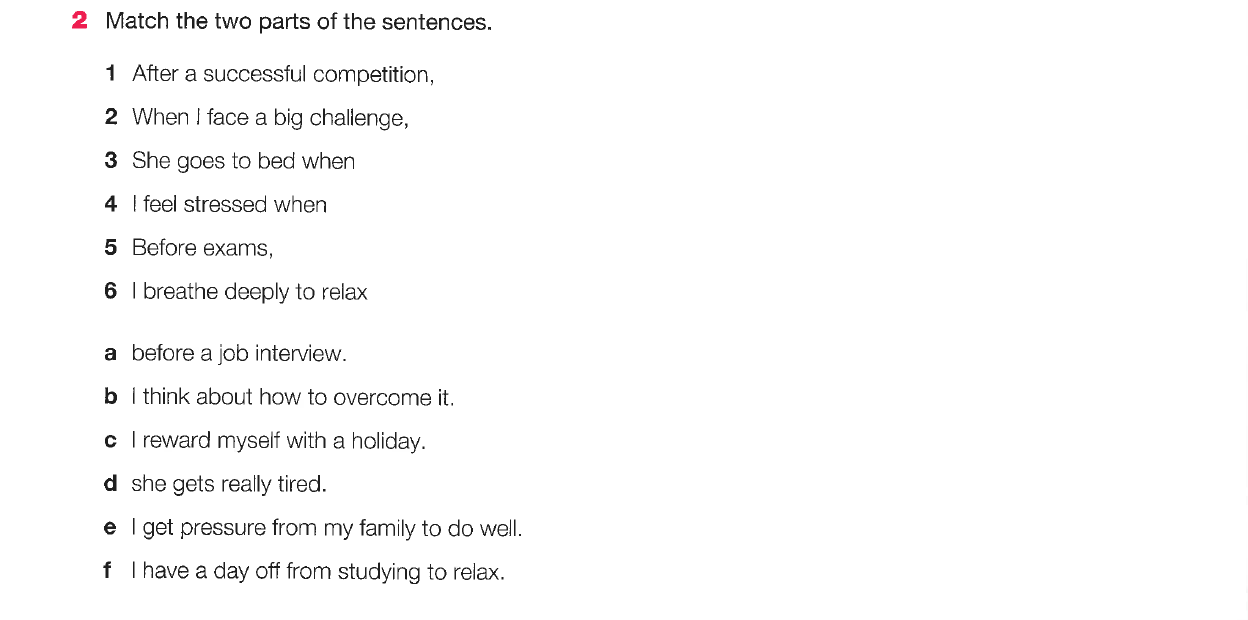 2 Match the two parts of the sentences.
1 After a successful competition,
2 When I face a big challenge,
3 She goes to bed when
4 I feel stressed when
5 Before exams,
6 I breathe deeply to relax
a before a job interview.
b I think about how to overcome it.
c I reward myself with a holiday.
d she gets really tired.
e I get pressure from my family to do well.
f I have a day off from studying to relax.